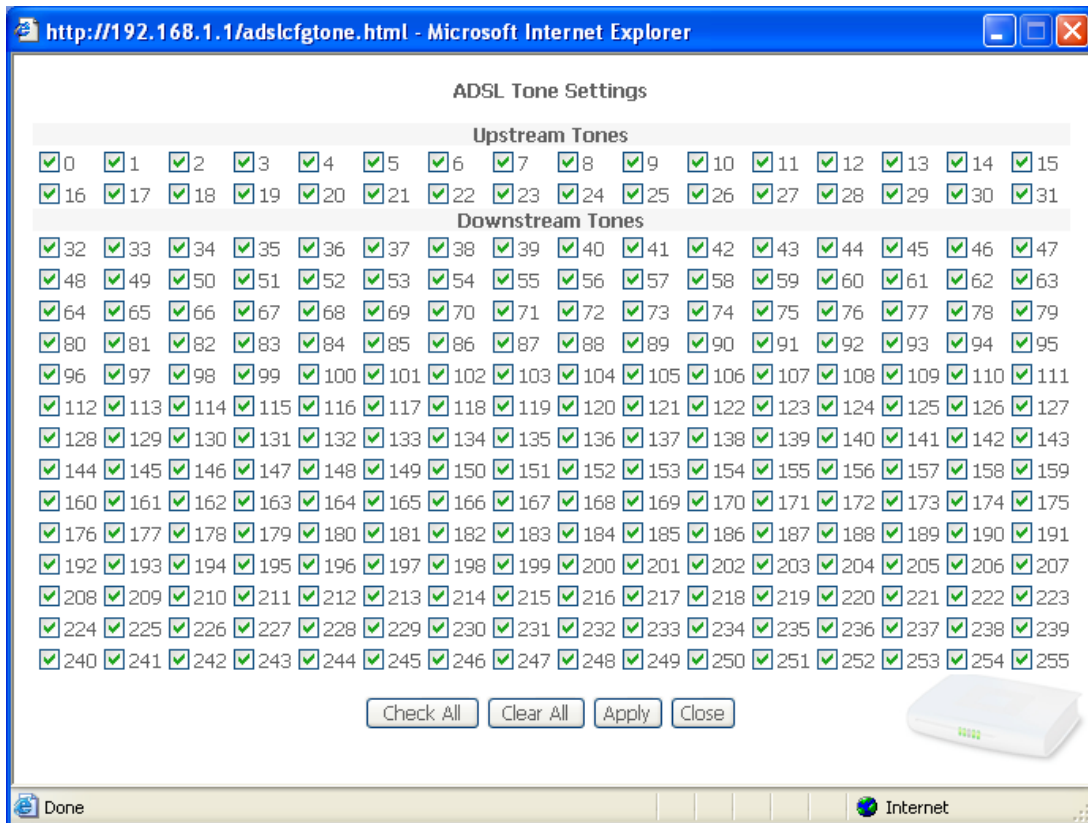 http://192.168.1.1/adslcfgtone.html - Microsoft Internet Explorer
ADSL Tone Settings
Upstream Tones
0 1 2 3 4 5 6 7 8 9 10 11 12 13 14 15
16 17 18 19 20 21 22 23 24 25 26 27 28 29 30 31
Downstream Tones
32 33 34 35 36 37 38 39 40 41 42 43 44 45 46 47
48 49 50 51 52 53 54 55 56 57 58 59 60 61 62 63
64 65 66 67 68 69 70 71 72 73 74 75 76 77 78 79
80 81 82 83 84 85 86 87 88 89 90 91 92 93 94 95
96 97 98 99 100 101 102 103 104 105 106 107 108 109 110 111
112 113 114 115 116 117 118 119 120 121 122 123 124 125 126 127
128 129 130 131 132 133 134 135 136 137 138 139 140 141 142 143
144 145 146 147 148 149 150 151 152 153 154 155 156 157 158 159
160 161 162 163 164 165 166 167 168 169 170 171 172 173 174 175
176 177 178 179 180 181 182 183 184 185 186 187 188 189 190 191
192 193 194 195 196 197 198 199 200 201 202 203 204 205 206 207
208 209 210 211 212 213 214 215 216 217 218 219 220 221 222 223
224 225 226 227 228 229 230 231 232 233 234 235 236 237 238 239
240 241 242 243 244 245 246 247 248 249 250 251 252 253 254 255
Check All Clear All Apply Close
Done Internet